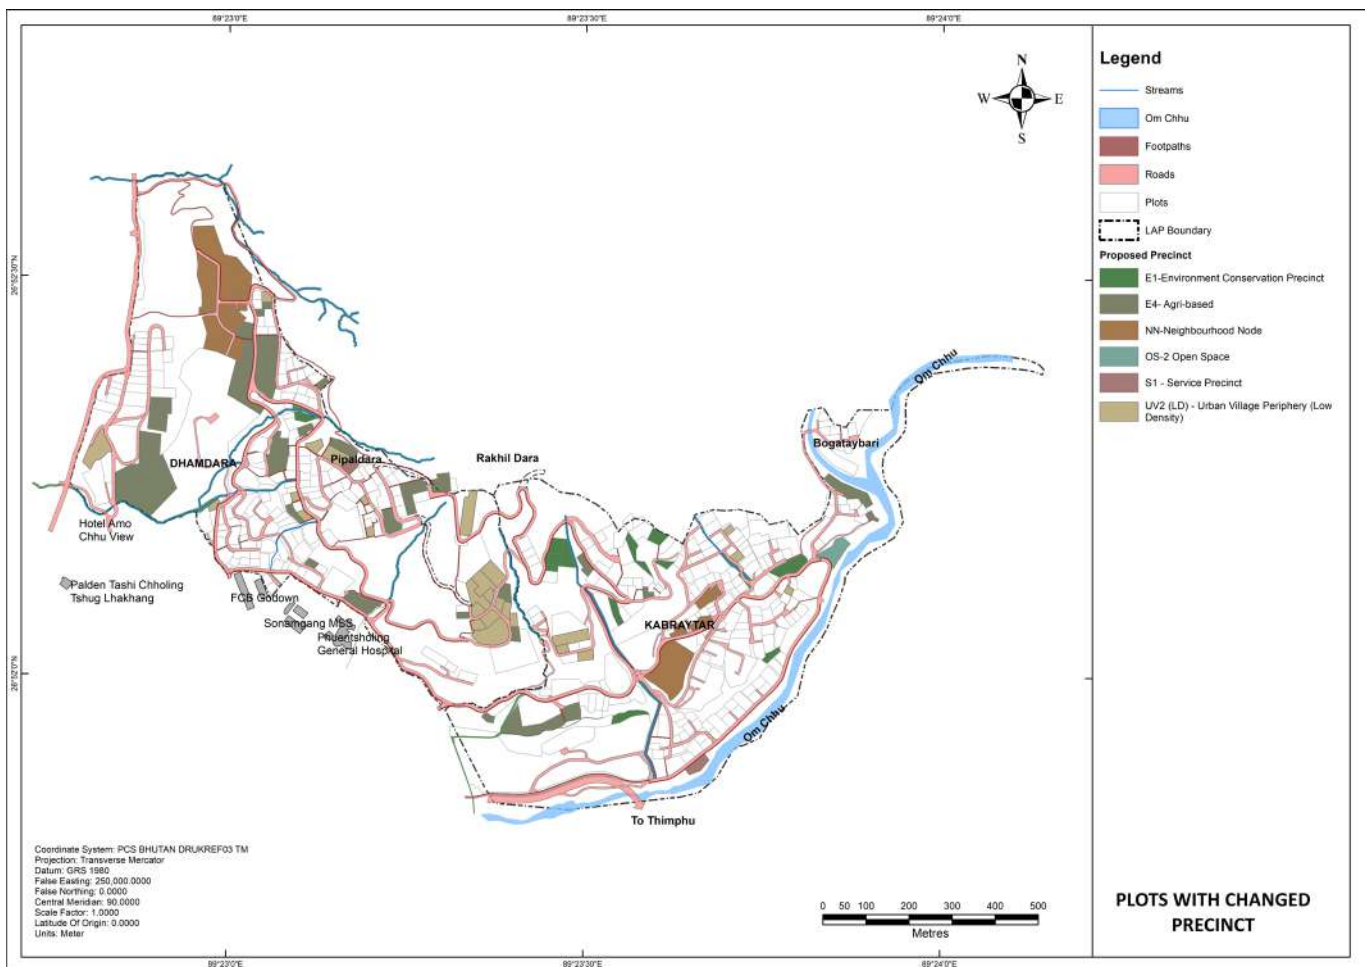 89°23'0"E
89°23'30"E
89°24'0"E
26°52'30"N
26°52'0"N
N
W
E
S
Om Chhu
Bogataybari
Rakhil Dara
Pipaldara
DHAMDARA
Hotel Amo
Chhu View
Palden Tashi Chholing
Tshug Lhakhang
FCB Godown
Sonamgang MSS
Phuentsholing
General Hospital
KABRAYTAR
Om Chhu
To Thimphu
Coordinate System: PCS BHUTAN DRUKREF03 TM
Projection: Transverse Mercator
Datum: GRS 1980
False Easting: 250,000.0000
False Northing: 0.0000
Central Meridian: 90.0000
Scale Factor: 1.0000
Latitude Of Origin: 0.0000
Units: Meter
0 50 100 200 300 400 500
Metres
89°23'0"E
89°23'30"E
89°24'0"E
Legend
Streams
Om Chhu
Footpaths
Roads
Plots
LAP Boundary
Proposed Precinct
E1-Environment Conservation Precinct
E4- Agri-based
NN-Neighbourhood Node
OS-2 Open Space
S1 - Service Precinct
UV2 (LD) - Urban Village Periphery (Low
Density)
PLOTS WITH CHANGED
PRECINCT